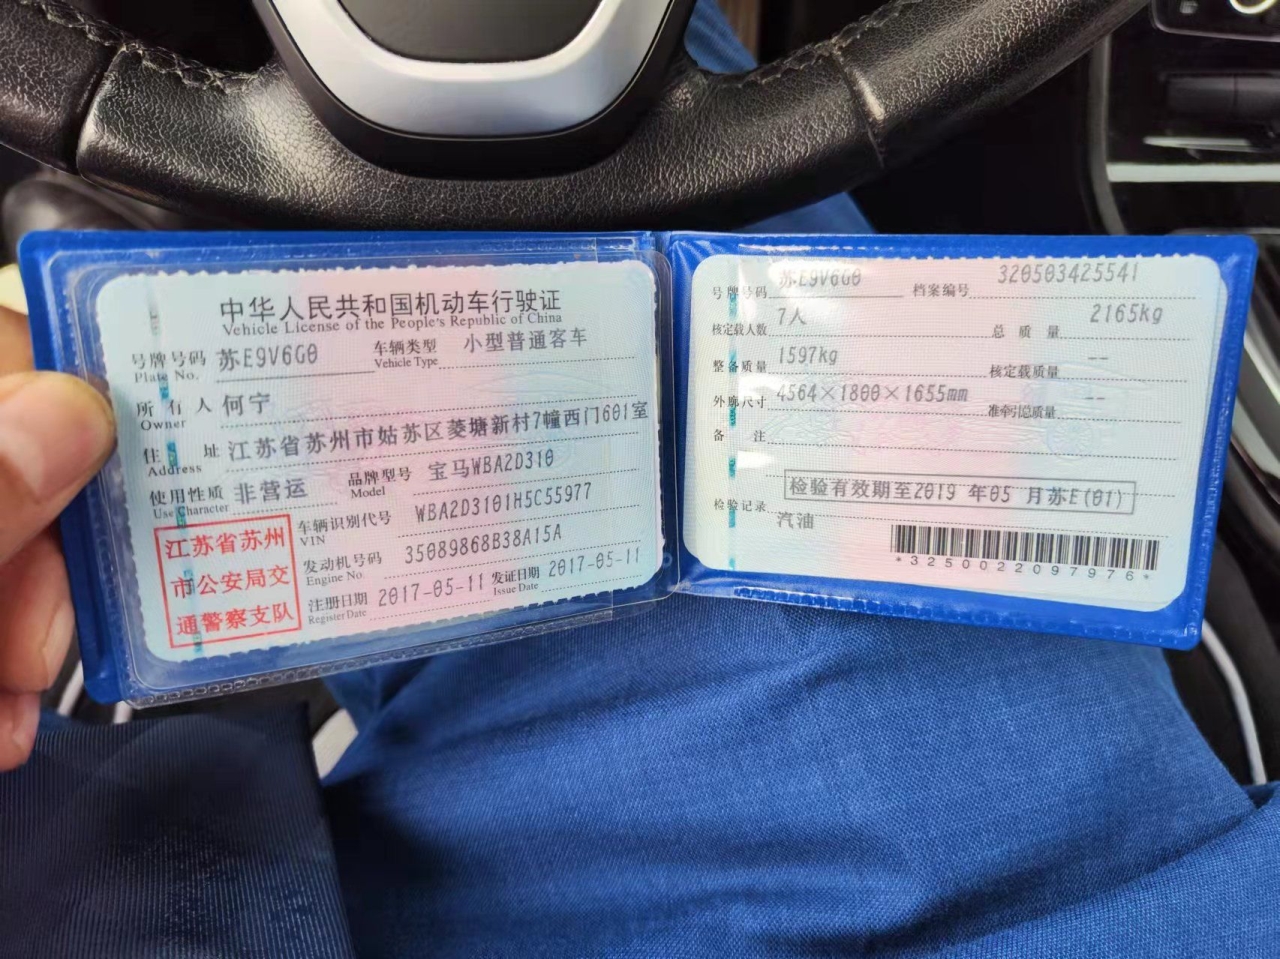 中华人民共和国机动车行驶证
Vehicle License of the People's Republic of China
号牌号码 苏E9V6G0 车辆类型 小型普通客车
Plate No. Vehicle Type
所有人 何宁
Owner
住址 江苏省苏州市姑苏区菱塘新村7幢西门601室
Address
使用性质 非营运 品牌型号 宝马WBA2D310
Use Character Model
江苏省苏州
市公安局交
通警察支队
车辆识别代号 WBA2D3101H5C55977
VIN
发动机号码 35089868B38A15A
Engine No.
注册日期 2017-05-11 发证日期 2017-05-11
Register Date Issue Date
号牌号码 苏E9V6G0 档案编号 320503425541
核定载人数 7人 总质量 2165kg
整备质量 1597kg 核定载质量 --
外廓尺寸 4564×1800×1655mm 准牵引总质量 --
备注
检验有效期至2019 年05 月苏E(01)
检验记录
汽油
*3250022097976*